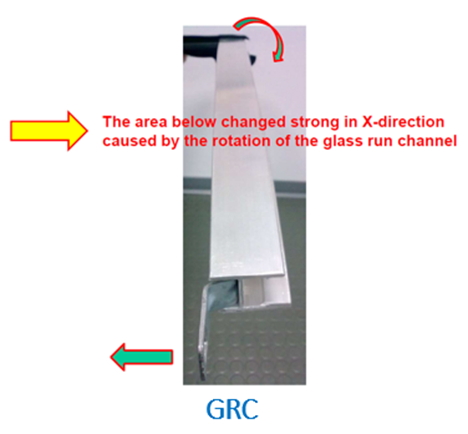 The area below changed strong in X-direction
caused by the rotation of the glass run channel
GRC